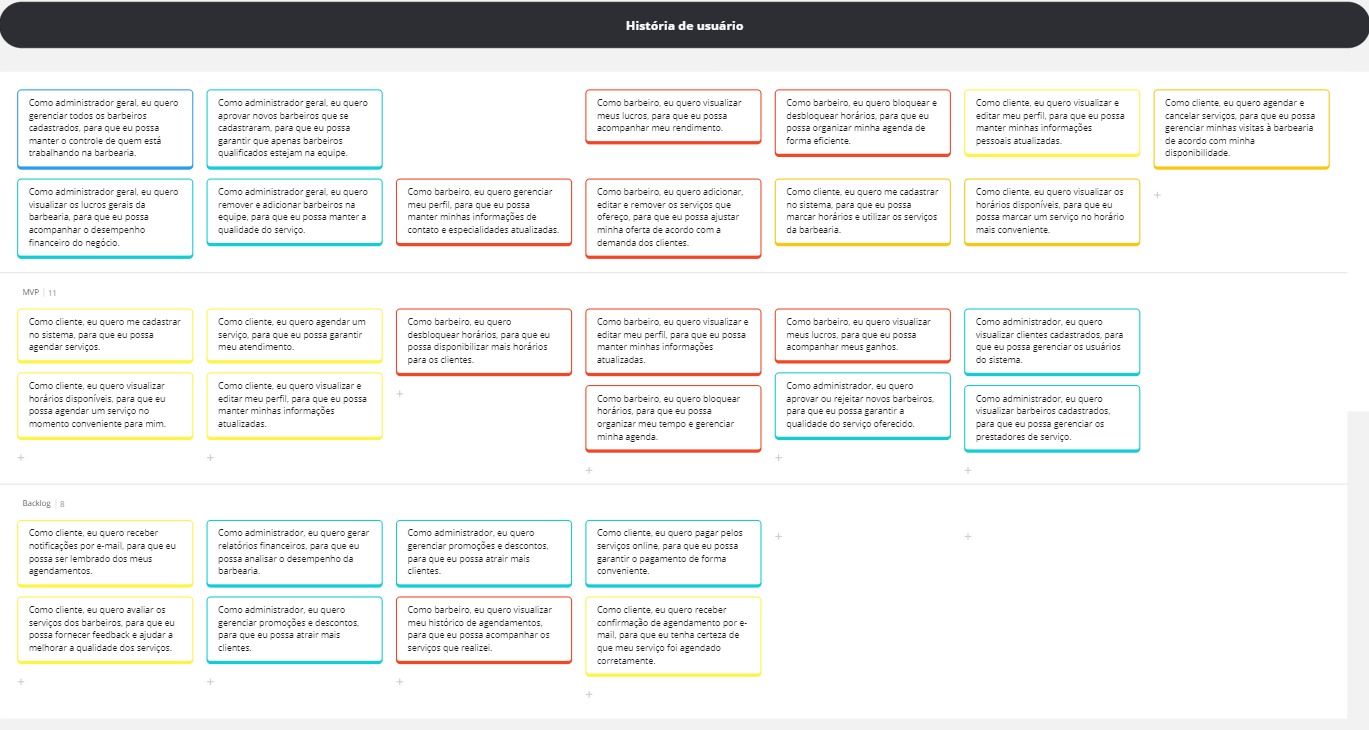 História de usuário
Como administrador geral, eu quero
gerenciar todos os barbeiros
cadastrados, para que eu possa
manter o controle de quem está
trabalhando na barbearia.
Como administrador geral, eu quero
aprovar novos barbeiros que se
cadastraram, para que eu possa
garantir que apenas barbeiros
qualificados estejam na equipe.
Como barbeiro, eu quero visualizar
meus lucros, para que eu possa
acompanhar meu rendimento.
Como barbeiro, eu quero bloquear e
desbloquear horários, para que eu
possa organizar minha agenda de
forma eficiente.
Como cliente, eu quero visualizar e
editar meu perfil, para que eu possa
manter minhas informações
pessoais atualizadas.
Como cliente, eu quero agendar e
cancelar serviços, para que eu possa
gerenciar minhas visitas à barbearia
de acordo com minha
disponibilidade.
Como administrador geral, eu quero
visualizar os lucros gerais da
barbearia, para que eu possa
acompanhar o desempenho
financeiro do negócio.
Como administrador geral, eu quero
remover e adicionar barbeiros na
equipe, para que eu possa manter a
qualidade do serviço.
Como barbeiro, eu quero gerenciar
meu perfil, para que eu possa
manter minhas informações de
contato e especialidades atualizadas.
Como barbeiro, eu quero adicionar,
editar e remover os serviços que
ofereço, para que eu possa ajustar
minha oferta de acordo com a
demanda dos clientes.
Como cliente, eu quero me cadastrar
no sistema, para que eu possa
marcar horários e utilizar os serviços
da barbearia.
Como cliente, eu quero visualizar os
horários disponíveis, para que eu
possa marcar um serviço no horário
mais conveniente.
+
MVP | 11
Como cliente, eu quero me cadastrar
no sistema, para que eu possa
agendar serviços.
Como cliente, eu quero agendar um
serviço, para que eu possa garantir
meu atendimento.
Como barbeiro, eu quero
desbloquear horários, para que eu
possa disponibilizar mais horários
para os clientes.
Como barbeiro, eu quero visualizar e
editar meu perfil, para que eu possa
manter minhas informações
atualizadas.
Como barbeiro, eu quero visualizar
meus lucros, para que eu possa
acompanhar meus ganhos.
Como administrador, eu quero
visualizar clientes cadastrados, para
que eu possa gerenciar os usuários
do sistema.
Como cliente, eu quero visualizar
horários disponíveis, para que eu
possa agendar um serviço no
momento conveniente para mim.
Como cliente, eu quero visualizar e
editar meu perfil, para que eu possa
manter minhas informações
atualizadas.
+
Como barbeiro, eu quero bloquear
horários, para que eu possa
organizar meu tempo e gerenciar
minha agenda.
Como administrador, eu quero
aprovar ou rejeitar novos barbeiros,
para que eu possa garantir a
qualidade do serviço oferecido.
Como administrador, eu quero
visualizar barbeiros cadastrados,
para que eu possa gerenciar os
prestadores de serviço.
+
+
+
+
+
Backlog | 8
Como cliente, eu quero receber
notificações por e-mail, para que eu
possa ser lembrado dos meus
agendamentos.
Como administrador, eu quero gerar
relatórios financeiros, para que eu
possa analisar o desempenho da
barbearia.
Como administrador, eu quero
gerenciar promoções e descontos,
para que eu possa atrair mais
clientes.
Como cliente, eu quero pagar pelos
serviços online, para que eu possa
garantir o pagamento de forma
conveniente.
+
+
Como cliente, eu quero avaliar os
serviços dos barbeiros, para que eu
possa fornecer feedback e ajudar a
melhorar a qualidade dos serviços.
Como administrador, eu quero
gerenciar promoções e descontos,
para que eu possa atrair mais
clientes.
Como barbeiro, eu quero visualizar
meu histórico de agendamentos,
para que eu possa acompanhar os
serviços que realizei.
Como cliente, eu quero receber
confirmação de agendamento por e-
mail, para que eu tenha certeza de
que meu serviço foi agendado
corretamente.
+
+
+
+